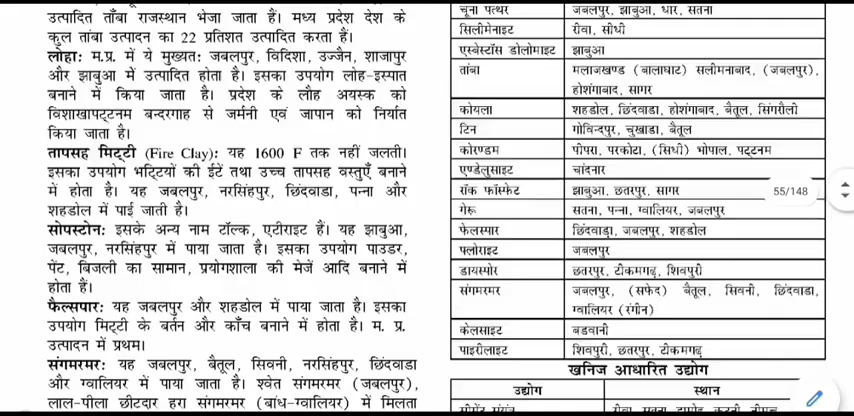 उत्पादित ताँबा राजस्थान भेजा जाता है। मध्य प्रदेश देश के
कुल तांबा उत्पादन का 22 प्रतिशत उत्पादित करता है।
लोहाः म.प्र. में ये मुख्यतः जबलपुर, विदिशा, उज्जैन, शाजापुर
और झाबुआ में उत्पादित होता है। इसका उपयोग लोह-इस्पात
बनाने में किया जाता है। प्रदेश के लौह अयस्क को
विशाखापट्टनम बन्दरगाह से जर्मनी एवं जापान को निर्यात
किया जाता है।
तापसह मिट्टी (Fire Clay): यह 1600 F तक नहीं जलती।
इसका उपयोग भट्टियों की ईंटे तथा उच्च तापसह वस्तुएँ बनाने
में होता है। यह जबलपुर, नरसिंहपुर, छिंदवाडा, पन्ना और
शहडोल में पाई जाती है।
सोपस्टोनः इसके अन्य नाम टॉल्क, एटीराइट हैं। यह झाबुआ,
जबलपुर, नरसिंहपुर में पाया जाता है। इसका उपयोग पाउडर,
पेंट, बिजली का सामान, प्रयोगशाला की मेजें आदि बनाने में
होता हैं।
फैल्सपारः यह जबलपुर और शहडोल में पाया जाता है। इसका
उपयोग मिट्टी के बर्तन और काँच बनाने में होता है। म. प्र.
उत्पादन में प्रथम।
संगमरमरः यह जबलपुर, बैतूल, सिवनी, नरसिंहपुर, छिंदवाडा
और ग्वालियर में पाया जाता है। श्वेत संगमरमर (जबलपुर),
लाल-पीला छीटदार हरा संगमरमर (बांध-ग्वालियर) में मिलता
चूना पत्थर जबलपुर, झाबुआ, धार, सतना
सिलीमेनाइट रीवा, सीधी
एस्बेस्टॉस डोलोमाइट झाबुआ
तांबा मलाजखण्ड (बालाघाट) सलीमनाबाद, (जबलपुर),
होशंगाबाद, सागर
कोयला शहडोल, छिंदवाडा, होशंगाबाद, बैतूल, सिंगरौली
टिन गोविन्दपुर, चुखाडा, बैतूल
कोरण्डम पीपरा, परकोटा, (सिधी) भोपाल, पट्टनम
एण्डेलुसाइट चांदनार
रॉक फॉस्फेट झाबुआ, छतरपुर, सागर
55/148
गेरू सतना, पन्ना, ग्वालियर, जबलपुर
फेलस्पार छिंदवाड़ा, जबलपुर, शहडोल
फ्लोराइट जबलपुर
डायस्पोर छतरपुर, टीकमगढ़, शिवपुरी
संगमरमर जबलपुर, (सफेद) बैतूल, सिवनी, छिंदवाडा,
ग्वालियर (रंगीन)
केलसाइट बडवानी
पाइरीलाइट शिवपुरी, छतरपुर, टीकमगढ़
खनिज आधारित उद्योग
उद्योग स्थान